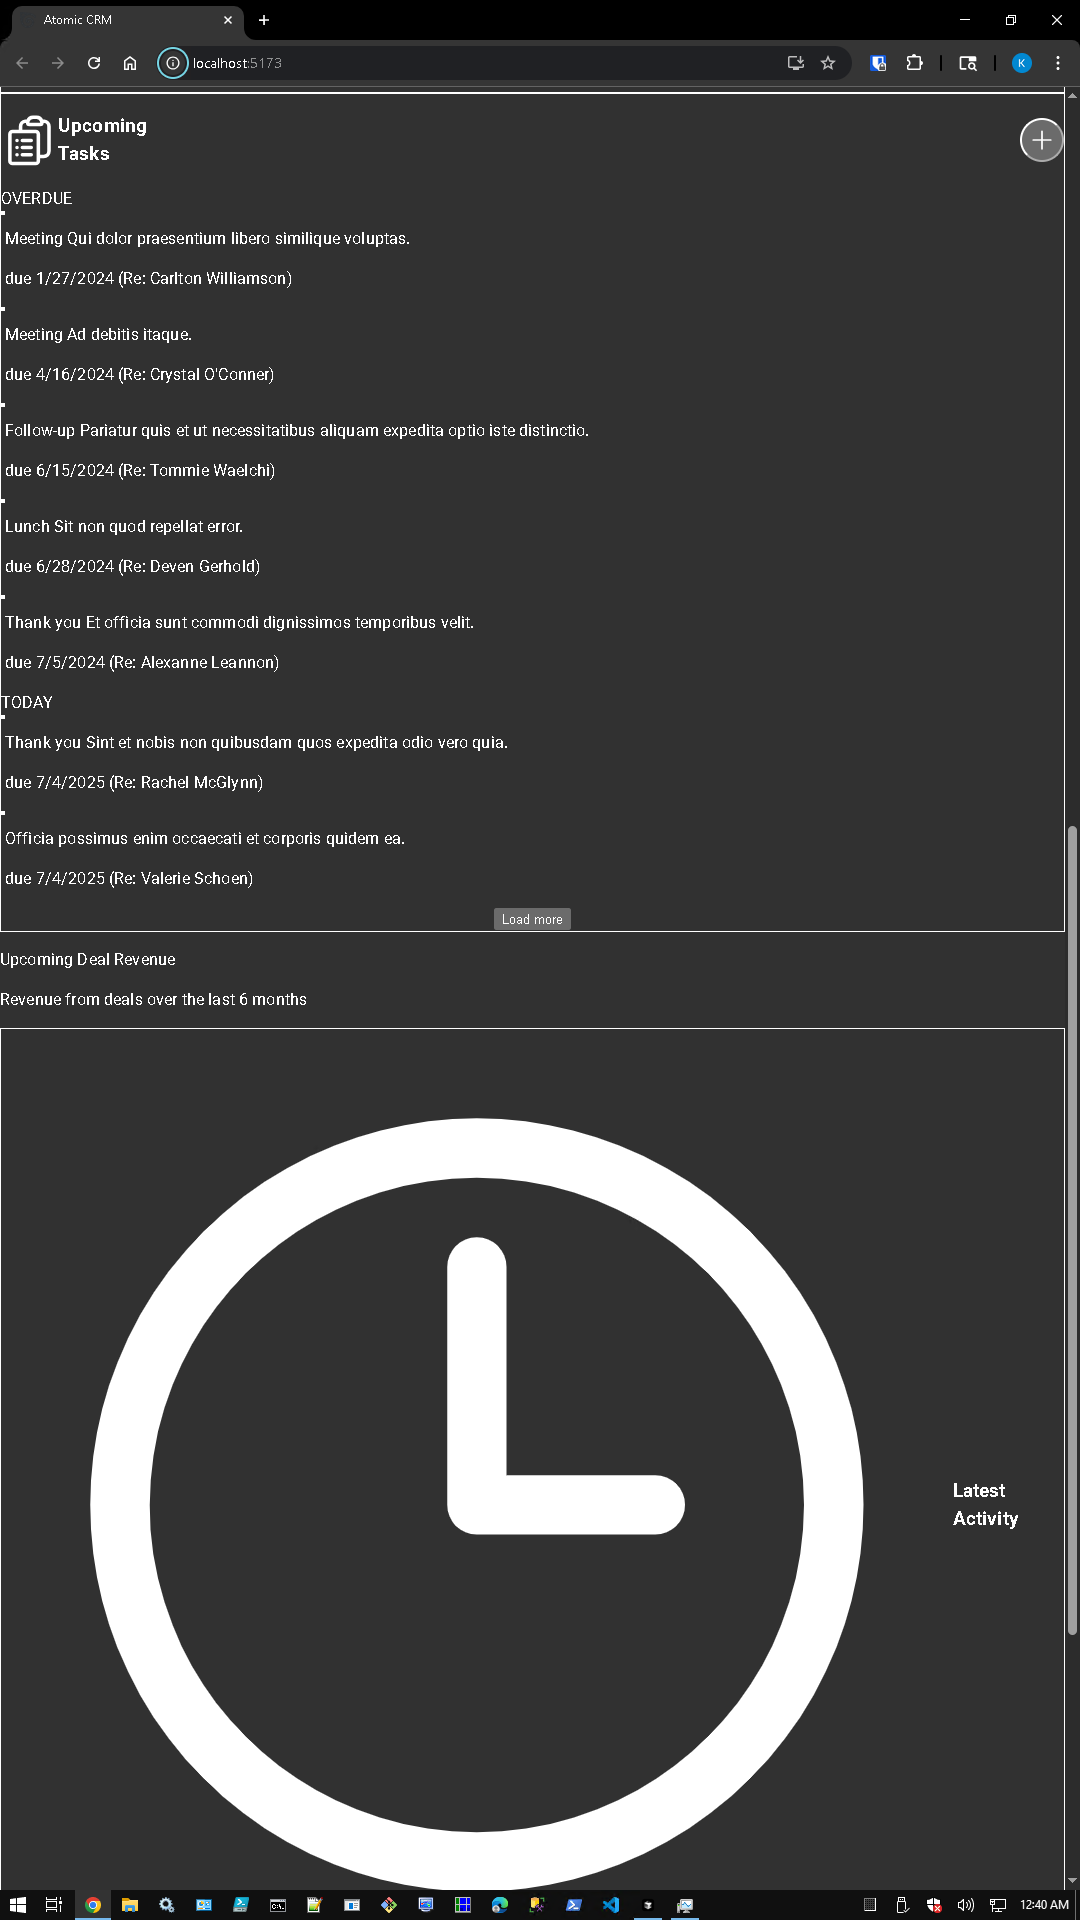 Atomic CRM
localhost:5173
K
Upcoming
Tasks
OVERDUE
Meeting Qui dolor praesentium libero similique voluptas.
due 1/27/2024 (Re: Carlton Williamson)
Meeting Ad debitis itaque.
due 4/16/2024 (Re: Crystal O'Conner)
Follow-up Pariatur quis et ut necessitatibus aliquam expedita optio iste distinctio.
due 6/15/2024 (Re: Tommie Waelchi)
Lunch Sit non quod repellat error.
due 6/28/2024 (Re: Deven Gerhold)
Thank you Et officia sunt commodi dignissimos temporibus velit.
due 7/5/2024 (Re: Alexanne Leannon)
TODAY
Thank you Sint et nobis non quibusdam quos expedita odio vero quia.
due 7/4/2025 (Re: Rachel McGlynn)
Officia possimus enim occaecati et corporis quidem ea.
due 7/4/2025 (Re: Valerie Schoen)
Load more
Upcoming Deal Revenue
Revenue from deals over the last 6 months
Latest
Activity
12:40 AM